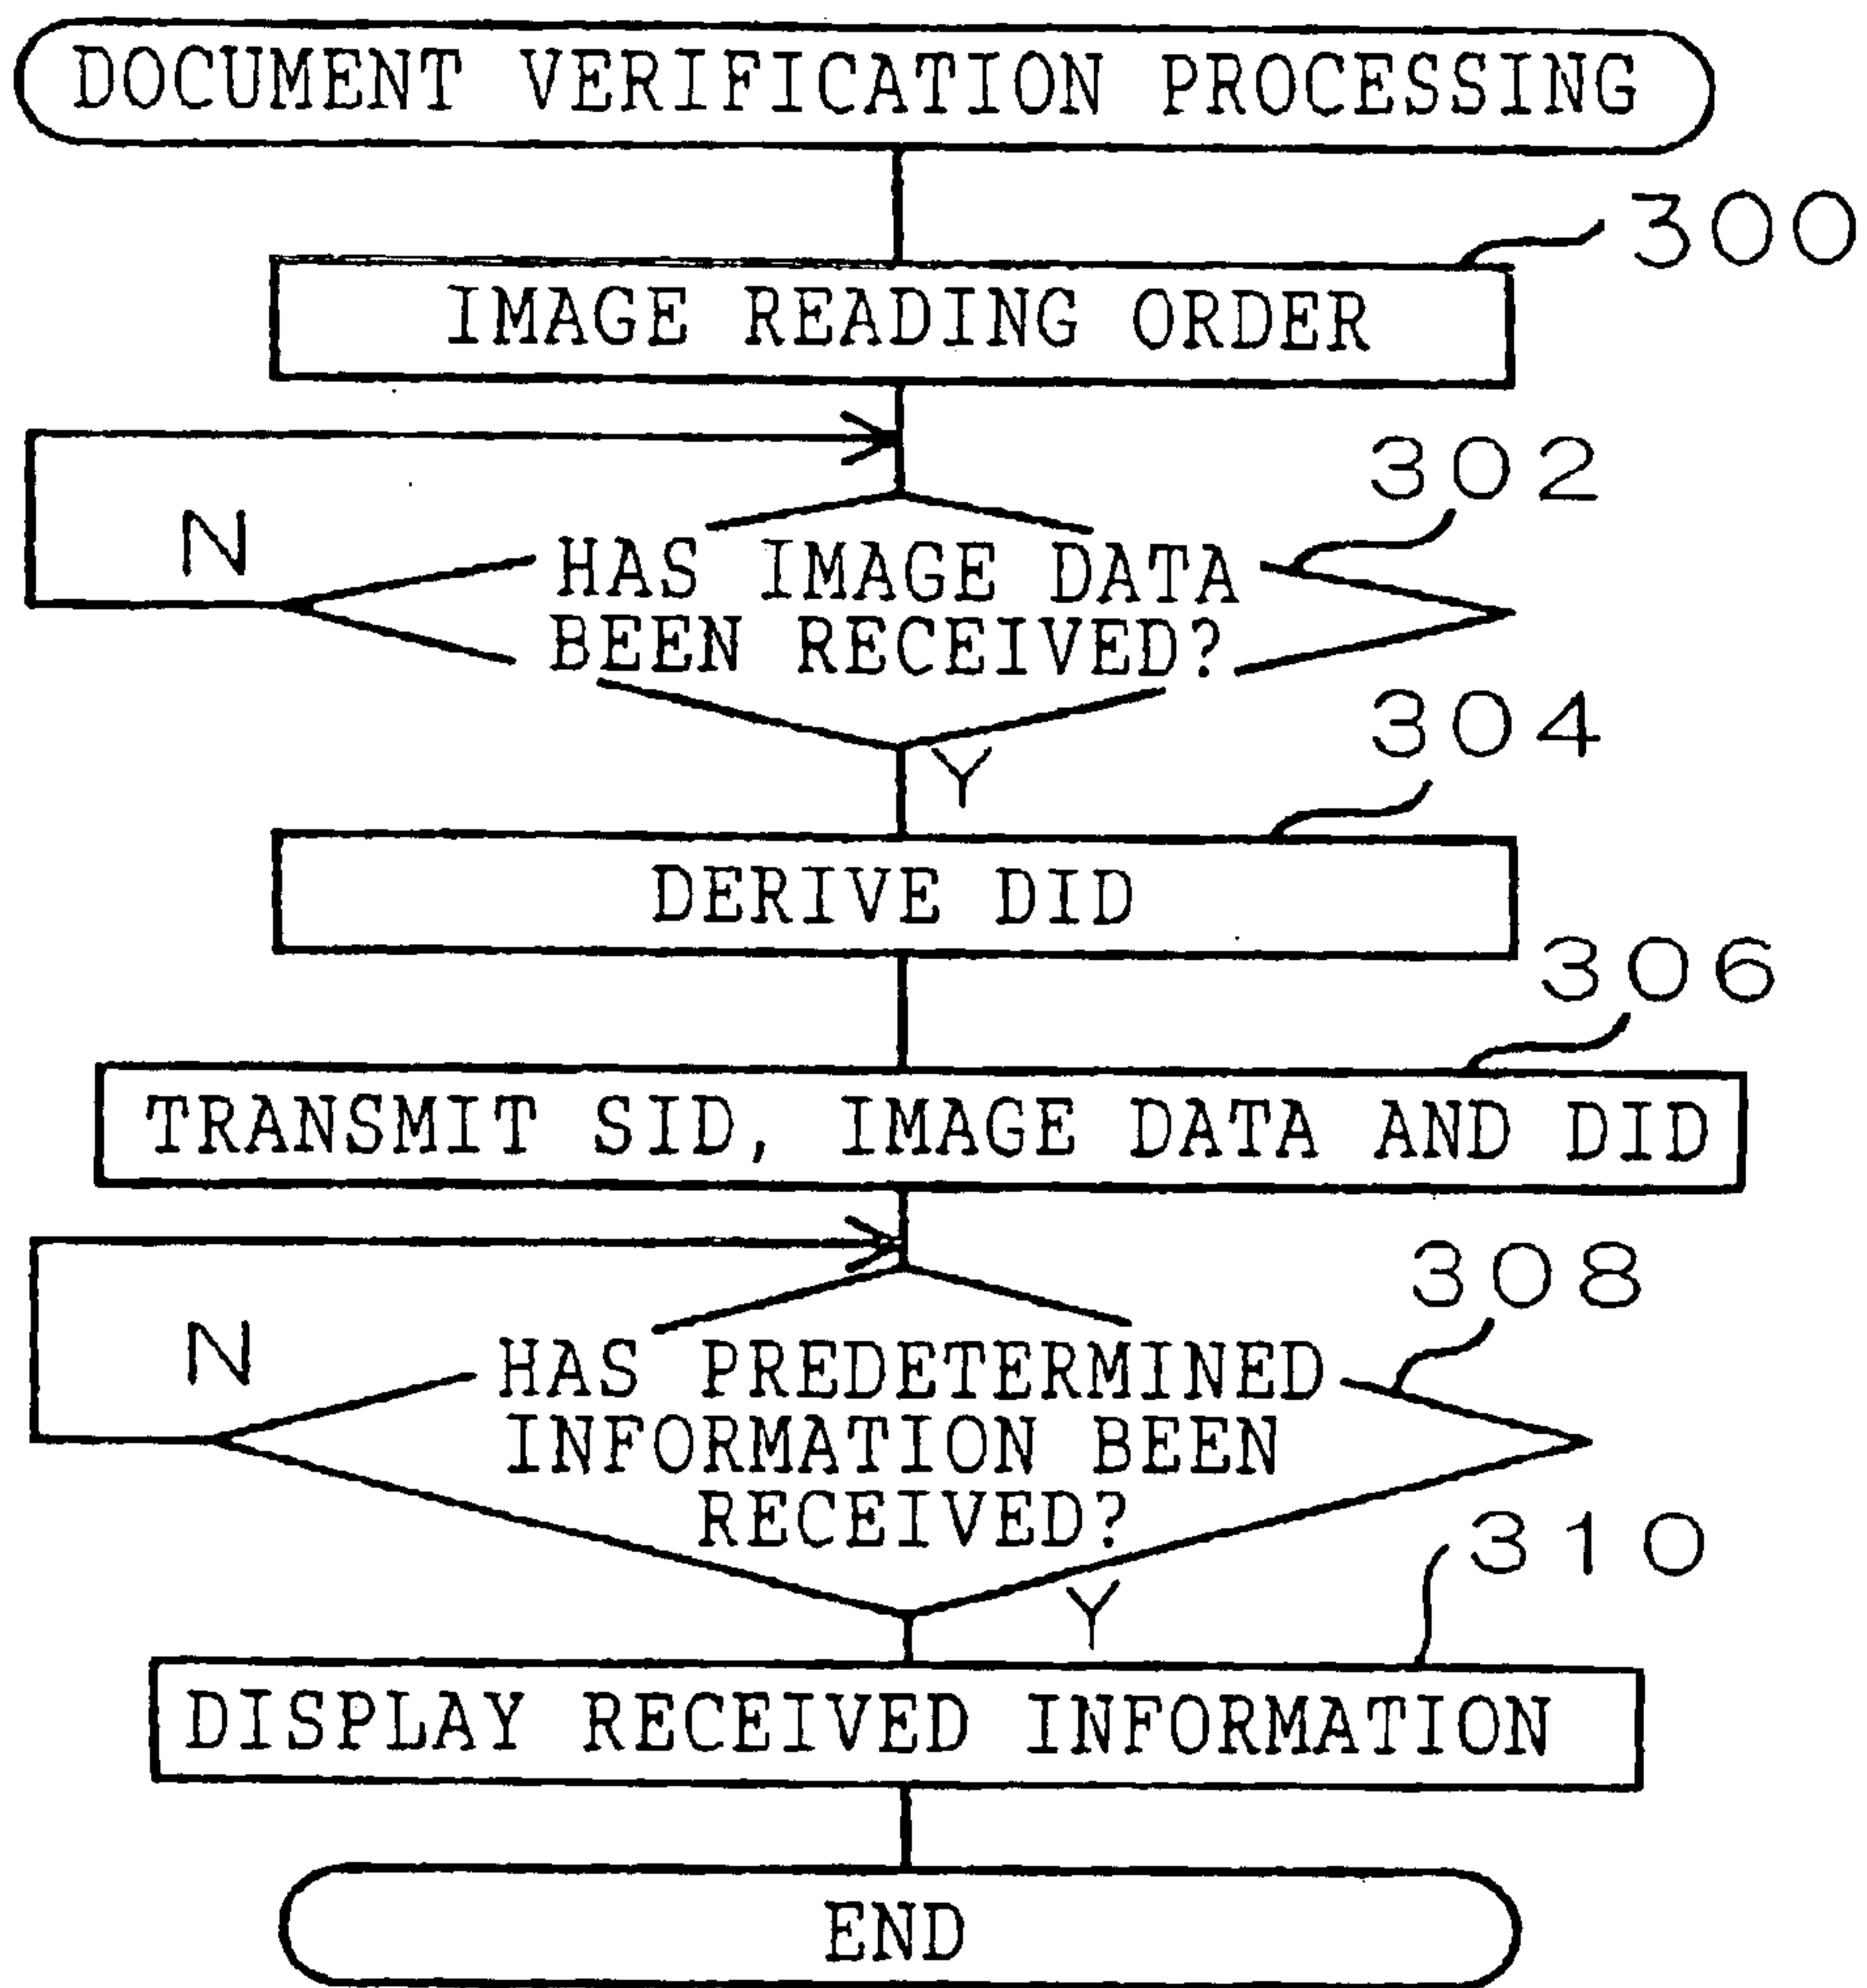 DOCUMENT VERIFICATION PROCESSING
300
IMAGE READING ORDER
302
N
HAS IMAGE DATA
BEEN RECEIVED?
304
Y
DERIVE DID
306
TRANSMIT SID, IMAGE DATA AND DID
308
N
HAS PREDETERMINED
INFORMATION BEEN
RECEIVED?
310
Y
DISPLAY RECEIVED INFORMATION
END